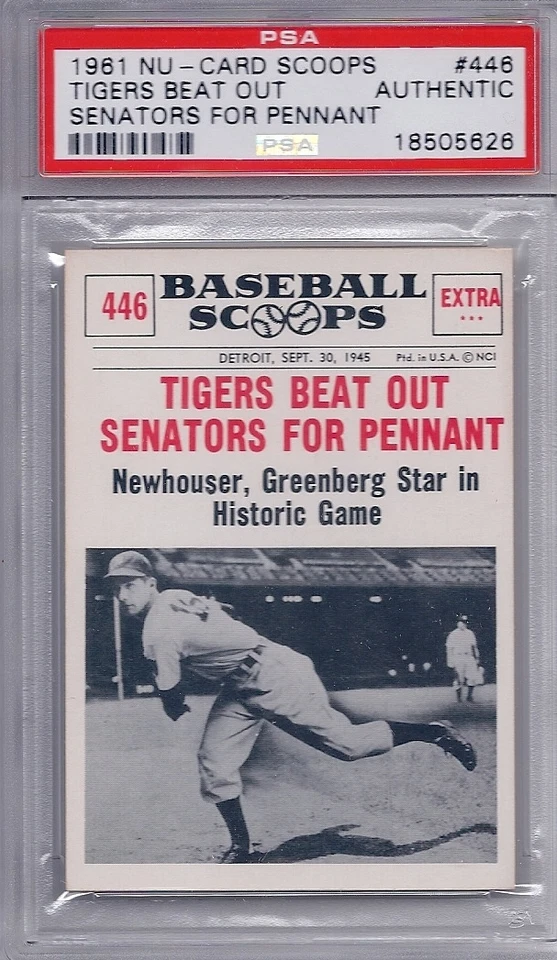 PSA
1961 NU-CARD SCOOPS #446
TIGERS BEAT OUT AUTHENTIC
SENATORS FOR PENNANT
PSA 18505626
446 BASEBALL SCOOPS EXTRA
DETROIT, SEPT. 30, 1945 Ptd. in U.S.A. © NCI
TIGERS BEAT OUT
SENATORS FOR PENNANT
Newhouser, Greenberg Star in
Historic Game